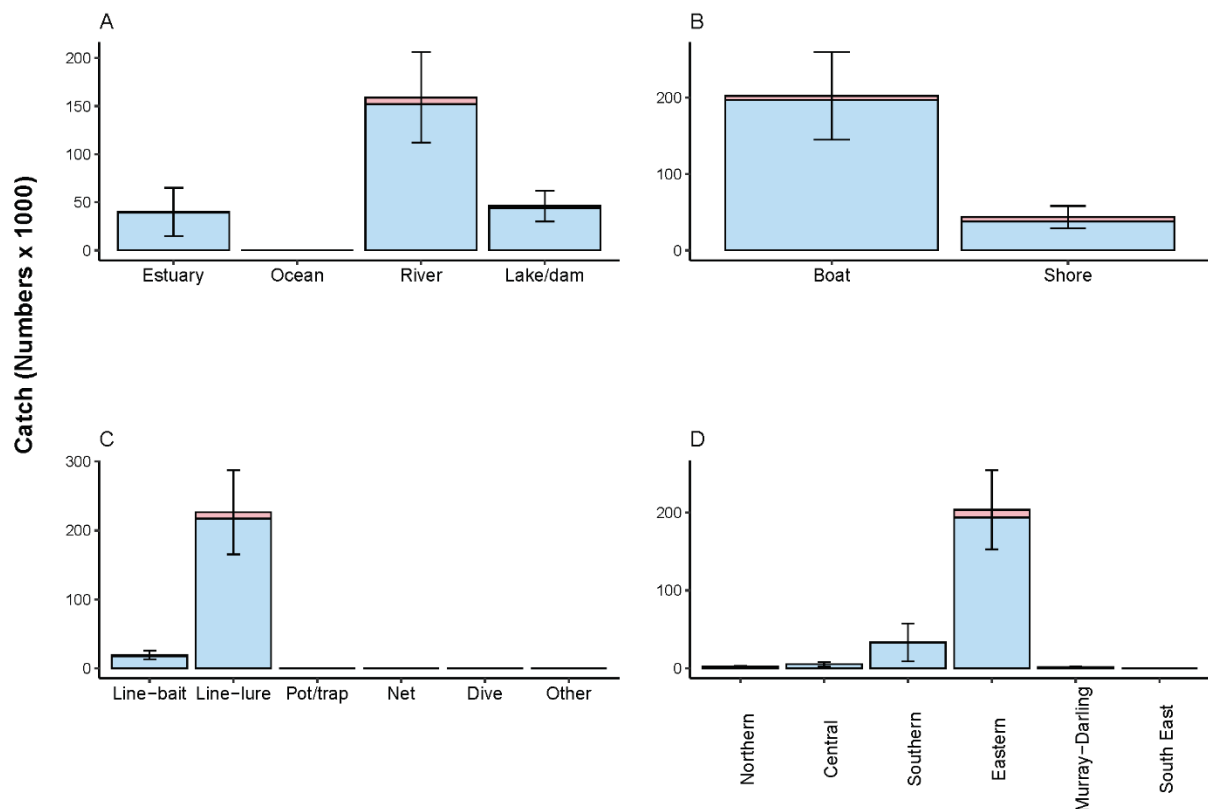 Catch (Numbers x 1000)
A
200
150
100
50
0
Estuary Ocean River Lake/dam
B
200
100
0
Boat Shore
C
300
200
100
0
Line−bait Line−lure Pot/trap Net Dive Other
D
200
100
0
Northern
Central
Southern
Eastern
Murray−Darling
South East